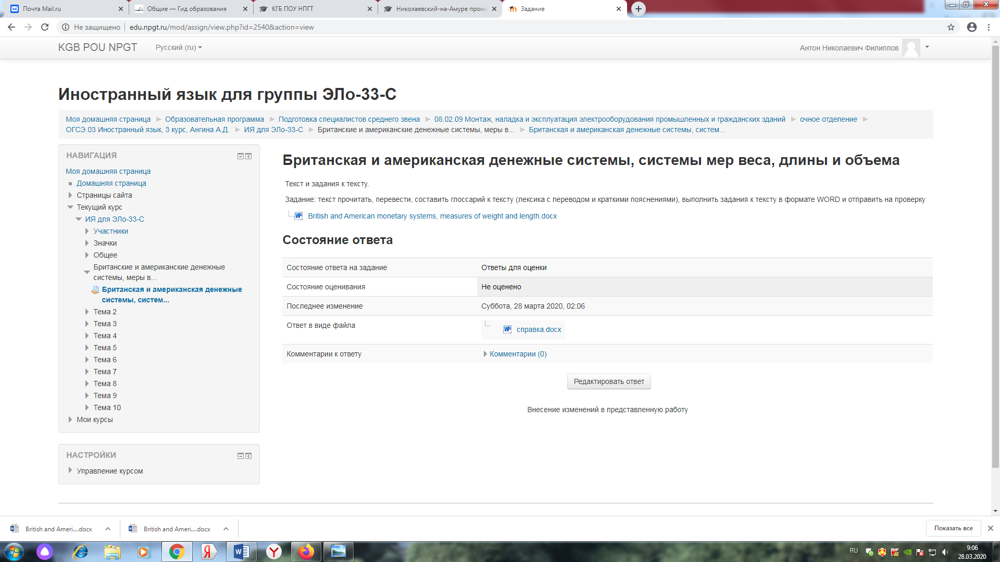 Почта Mail.ru
Общие — Гид образования
КГБ ПОУ НПГТ
Николаевский-на-Амуре пром
Задание
Не защищено
edu.npgt.ru/mod/assign/view.php?id=2540&action=view
KGB POU NPGT
Русский (ru)
Антон Николаевич Филиппов
Иностранный язык для группы ЭЛо-33-С
Моя домашняя страница ► Образовательная программа ► Подготовка специалистов среднего звена ► 08.02.09 Монтаж, наладка и эксплуатация электрооборудования промышленных и гражданских зданий ► очное отделение ►
ОГСЭ.03 Иностранный язык, 3 курс, Ангина А.Д. ► ИЯ для ЭЛо-33-С ► Британские и американские денежные системы, меры в... ► Британская и американская денежные системы, систем...
НАВИГАЦИЯ
Моя домашняя страница
Домашняя страница
Страницы сайта
Текущий курс
ИЯ для ЭЛо-33-С
Участники
Значки
Общее
Британские и американские денежные
системы, меры в...
Британская и американская денежные
системы, систем...
Тема 2
Тема 3
Тема 4
Тема 5
Тема 6
Тема 7
Тема 8
Тема 9
Тема 10
Мои курсы
НАСТРОЙКИ
Управление курсом
Британская и американская денежные системы, системы мер веса, длины и объема
Текст и задания к тексту.
Задание: текст прочитать, перевести, составить глоссарий к тексту (лексика с переводом и краткими пояснениями), выполнить задания к тексту в формате WORD и отправить на проверку
British and American monetary systems, measures of weight and length.docx
Состояние ответа
Состояние ответа на задание Ответы для оценки
Состояние оценивания Не оценено
Последнее изменение Суббота, 28 марта 2020, 02:06
Ответ в виде файла справка.docx
Комментарии к ответу Комментарии (0)
Редактировать ответ
Внесение изменений в представленную работу
British and Ameri....docx
British and Ameri....docx
Показать все
RU
9:06
28.03.2020